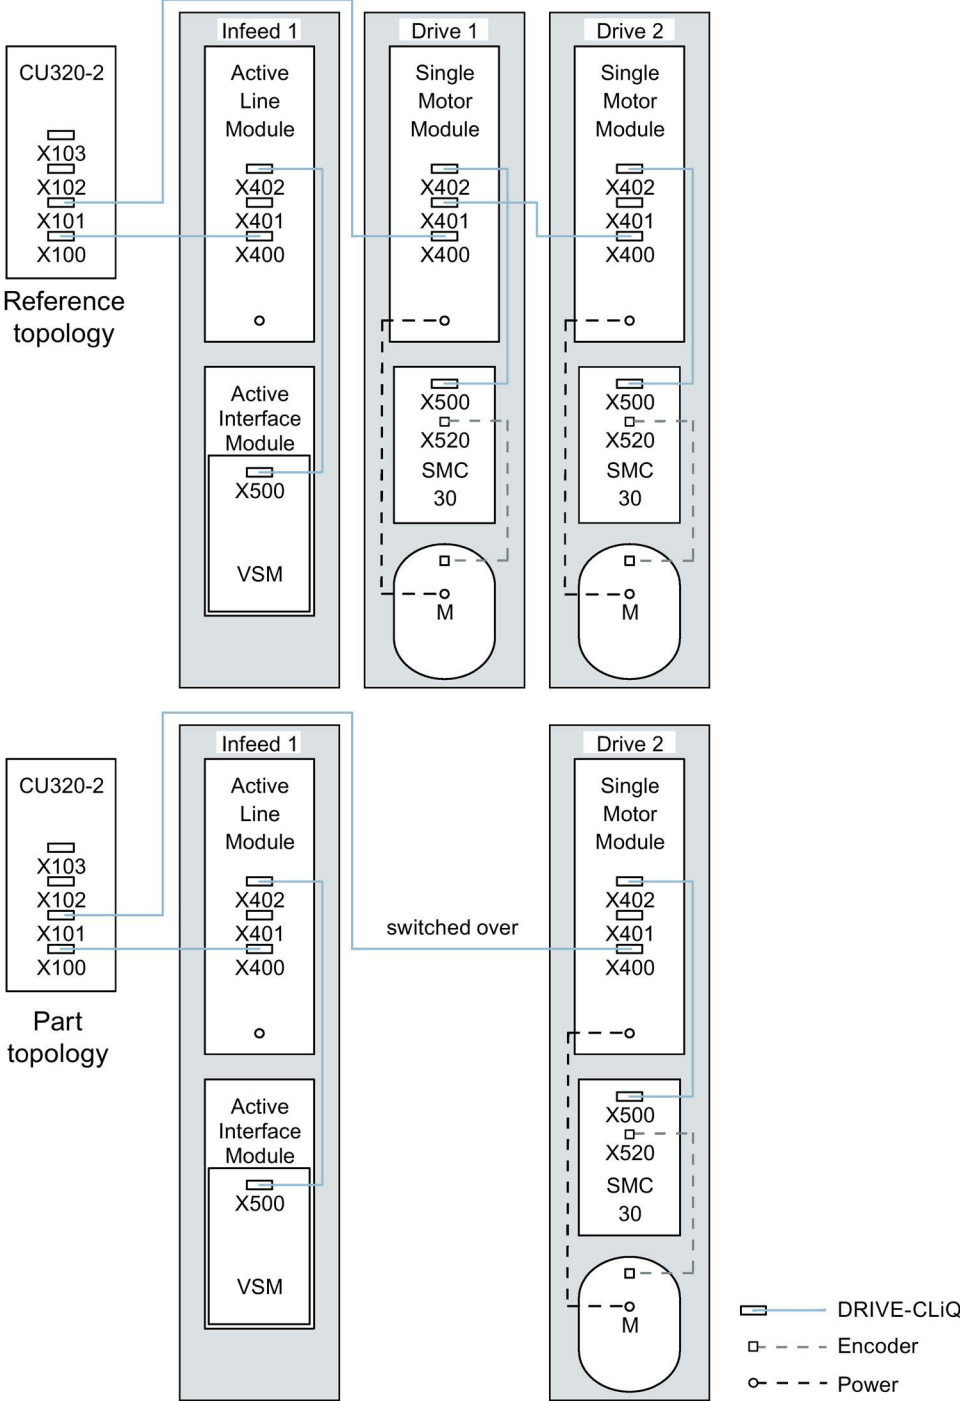 Infeed 1
Drive 1
Drive 2
CU320-2
X103
X102
X101
X100
Reference
topology
Active
Line
Module
X402
X401
X400
Active
Interface
Module
X500
VSM
Single
Motor
Module
X402
X401
X400
X500
X520
SMC
30
M
Single
Motor
Module
X402
X401
X400
X500
X520
SMC
30
M
Infeed 1
Drive 2
CU320-2
X103
X102
X101
X100
Part
topology
Active
Line
Module
X402
X401
X400
Active
Interface
Module
X500
VSM
switched over
Single
Motor
Module
X402
X401
X400
X500
X520
SMC
30
M
DRIVE-CLiQ
Encoder
Power